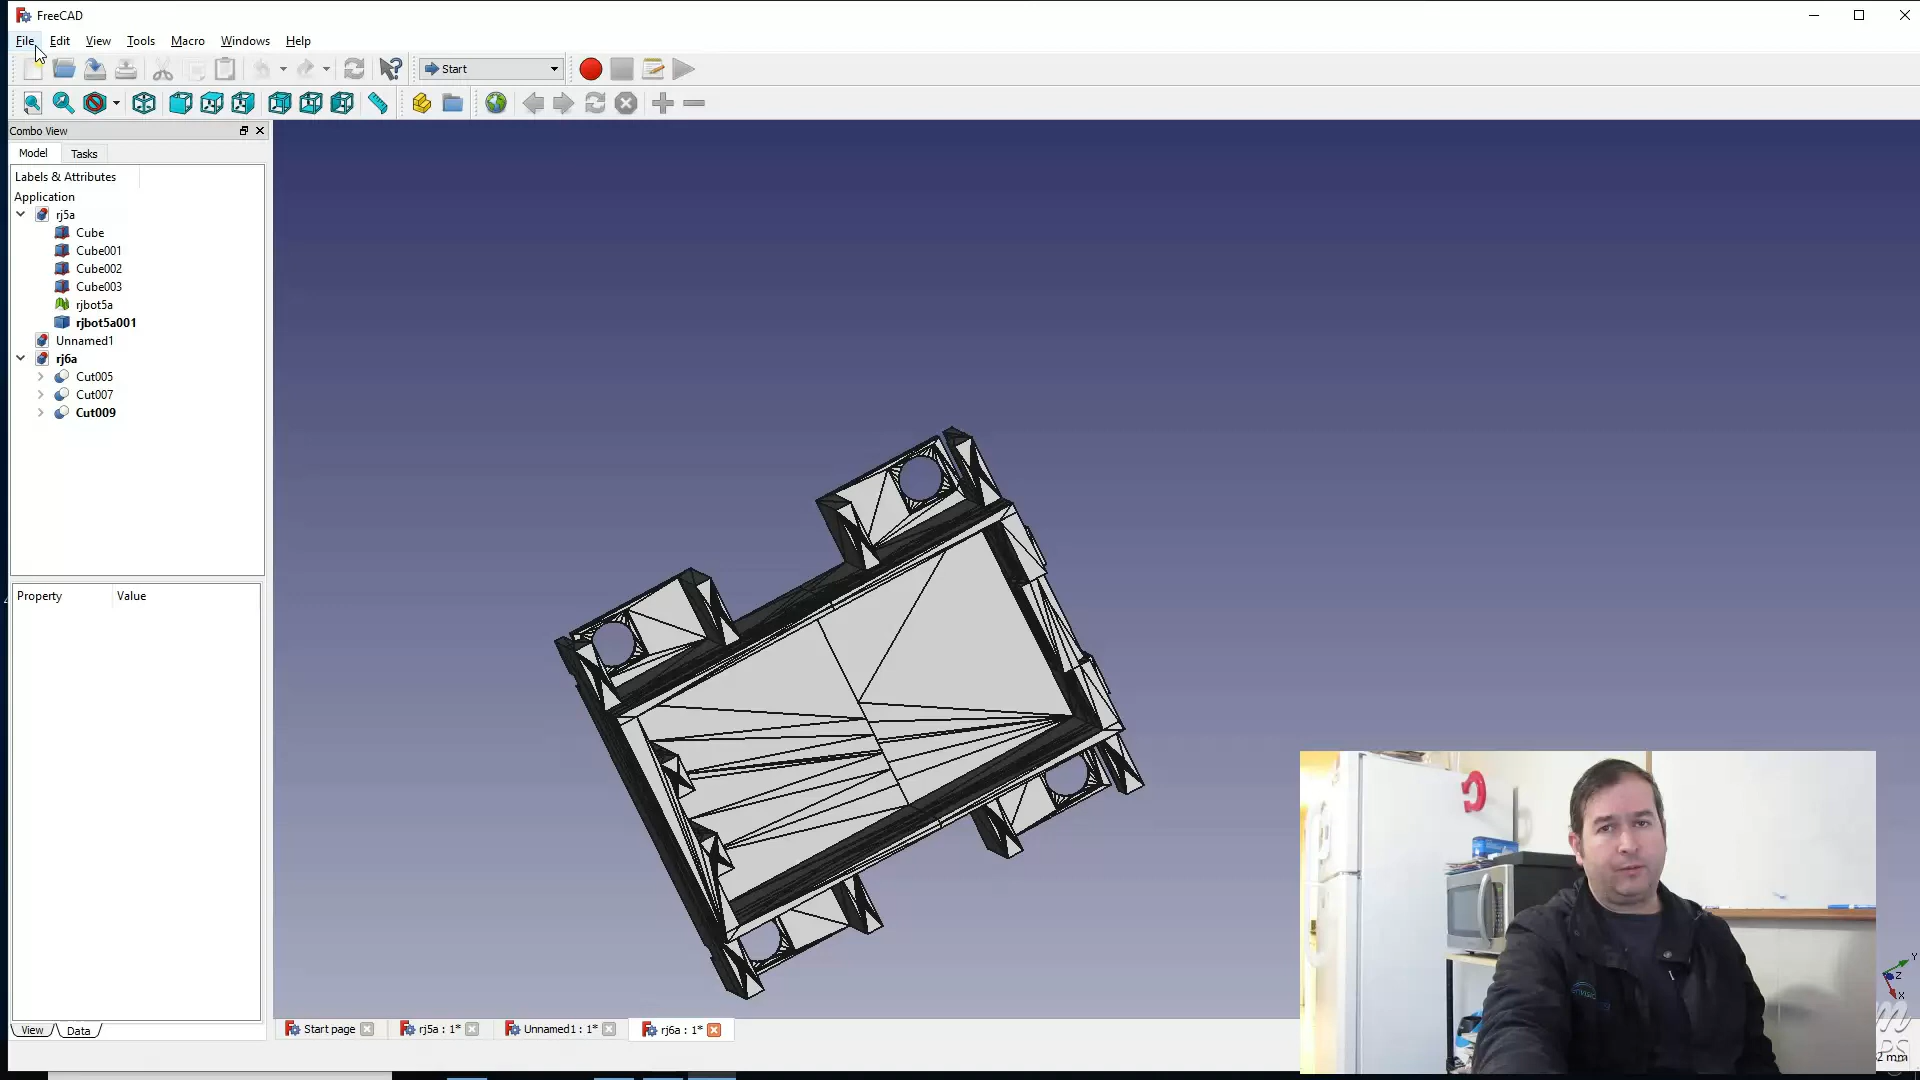 FreeCAD
File Edit View Tools Macro Windows Help
Start
Combo View
Model Tasks
Labels & Attributes
Application
rj5a
Cube
Cube001
Cube002
Cube003
rjbot5a
rjbot5a001
Unnamed1
rj6a
Cut005
Cut007
Cut009
Property Value
View Data
Start page rj5a : 1* Unnamed1 : 1* rj6a : 1*
Y
Z
X
mm